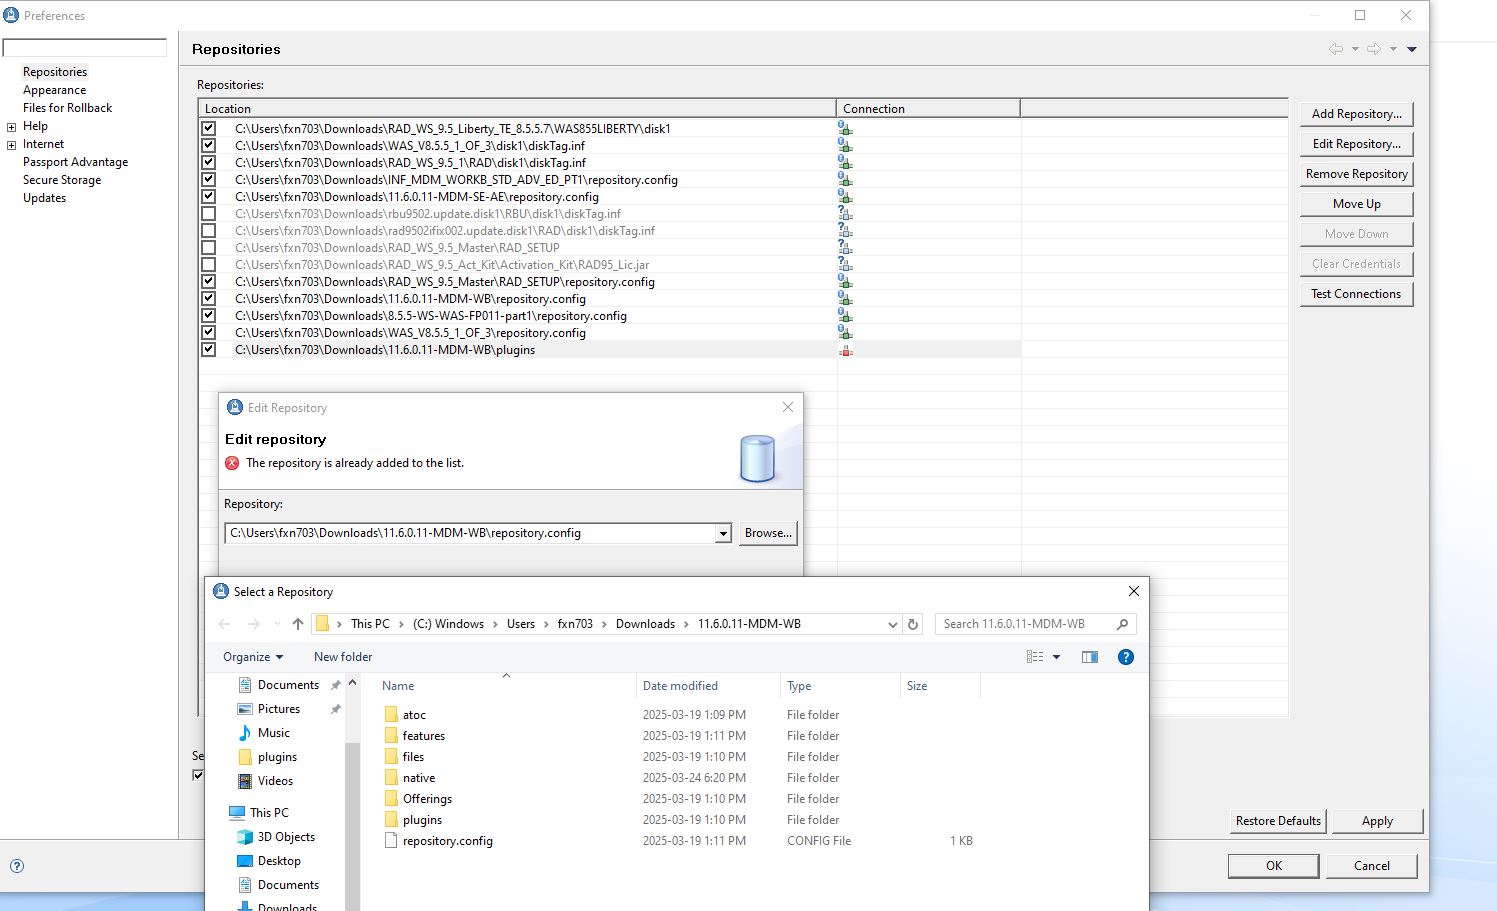 Preferences
Repositories
Appearance
Files for Rollback
Help
Internet
Passport Advantage
Secure Storage
Updates
Repositories
Repositories:
Location Connection
C:\Users\fxn703\Downloads\RAD_WS_9.5_Liberty_TE_8.5.5.7\WAS855LIBERTY\disk1
C:\Users\fxn703\Downloads\WAS_V8.5.5_1_OF_3\disk1\diskTag.inf
C:\Users\fxn703\Downloads\RAD_WS_9.5_1\RAD\disk1\diskTag.inf
C:\Users\fxn703\Downloads\INF_MDM_WORKB_STD_ADV_ED_PT1\repository.config
C:\Users\fxn703\Downloads\11.6.0.11-MDM-SE-AE\repository.config
C:\Users\fxn703\Downloads\rbu9502.update.disk1\RBU\disk1\diskTag.inf
C:\Users\fxn703\Downloads\rad9502ifix002.update.disk1\RAD\disk1\diskTag.inf
C:\Users\fxn703\Downloads\RAD_WS_9.5_Master\RAD_SETUP
C:\Users\fxn703\Downloads\RAD_WS_9.5_Act_Kit\Activation_Kit\RAD95_Lic.jar
C:\Users\fxn703\Downloads\RAD_WS_9.5_Master\RAD_SETUP\repository.config
C:\Users\fxn703\Downloads\11.6.0.11-MDM-WB\repository.config
C:\Users\fxn703\Downloads\8.5.5-WS-WAS-FP011-part1\repository.config
C:\Users\fxn703\Downloads\WAS_V8.5.5_1_OF_3\repository.config
C:\Users\fxn703\Downloads\11.6.0.11-MDM-WB\plugins
Add Repository...
Edit Repository...
Remove Repository
Move Up
Move Down
Clear Credentials
Test Connections
Edit Repository
Edit repository
The repository is already added to the list.
Repository:
C:\Users\fxn703\Downloads\11.6.0.11-MDM-WB\repository.config Browse...
Select a Repository
This PC > (C:) Windows > Users > fxn703 > Downloads > 11.6.0.11-MDM-WB Search 11.6.0.11-MDM-WB
Organize New folder
Documents
Pictures
Music
plugins
Videos
This PC
3D Objects
Desktop
Documents
Downloads
Name Date modified Type Size
atoc 2025-03-19 1:09 PM File folder
features 2025-03-19 1:11 PM File folder
files 2025-03-19 1:10 PM File folder
native 2025-03-24 6:20 PM File folder
Offerings 2025-03-19 1:10 PM File folder
plugins 2025-03-19 1:10 PM File folder
repository.config 2025-03-19 1:11 PM CONFIG File 1 KB
Se
Restore Defaults Apply
OK Cancel